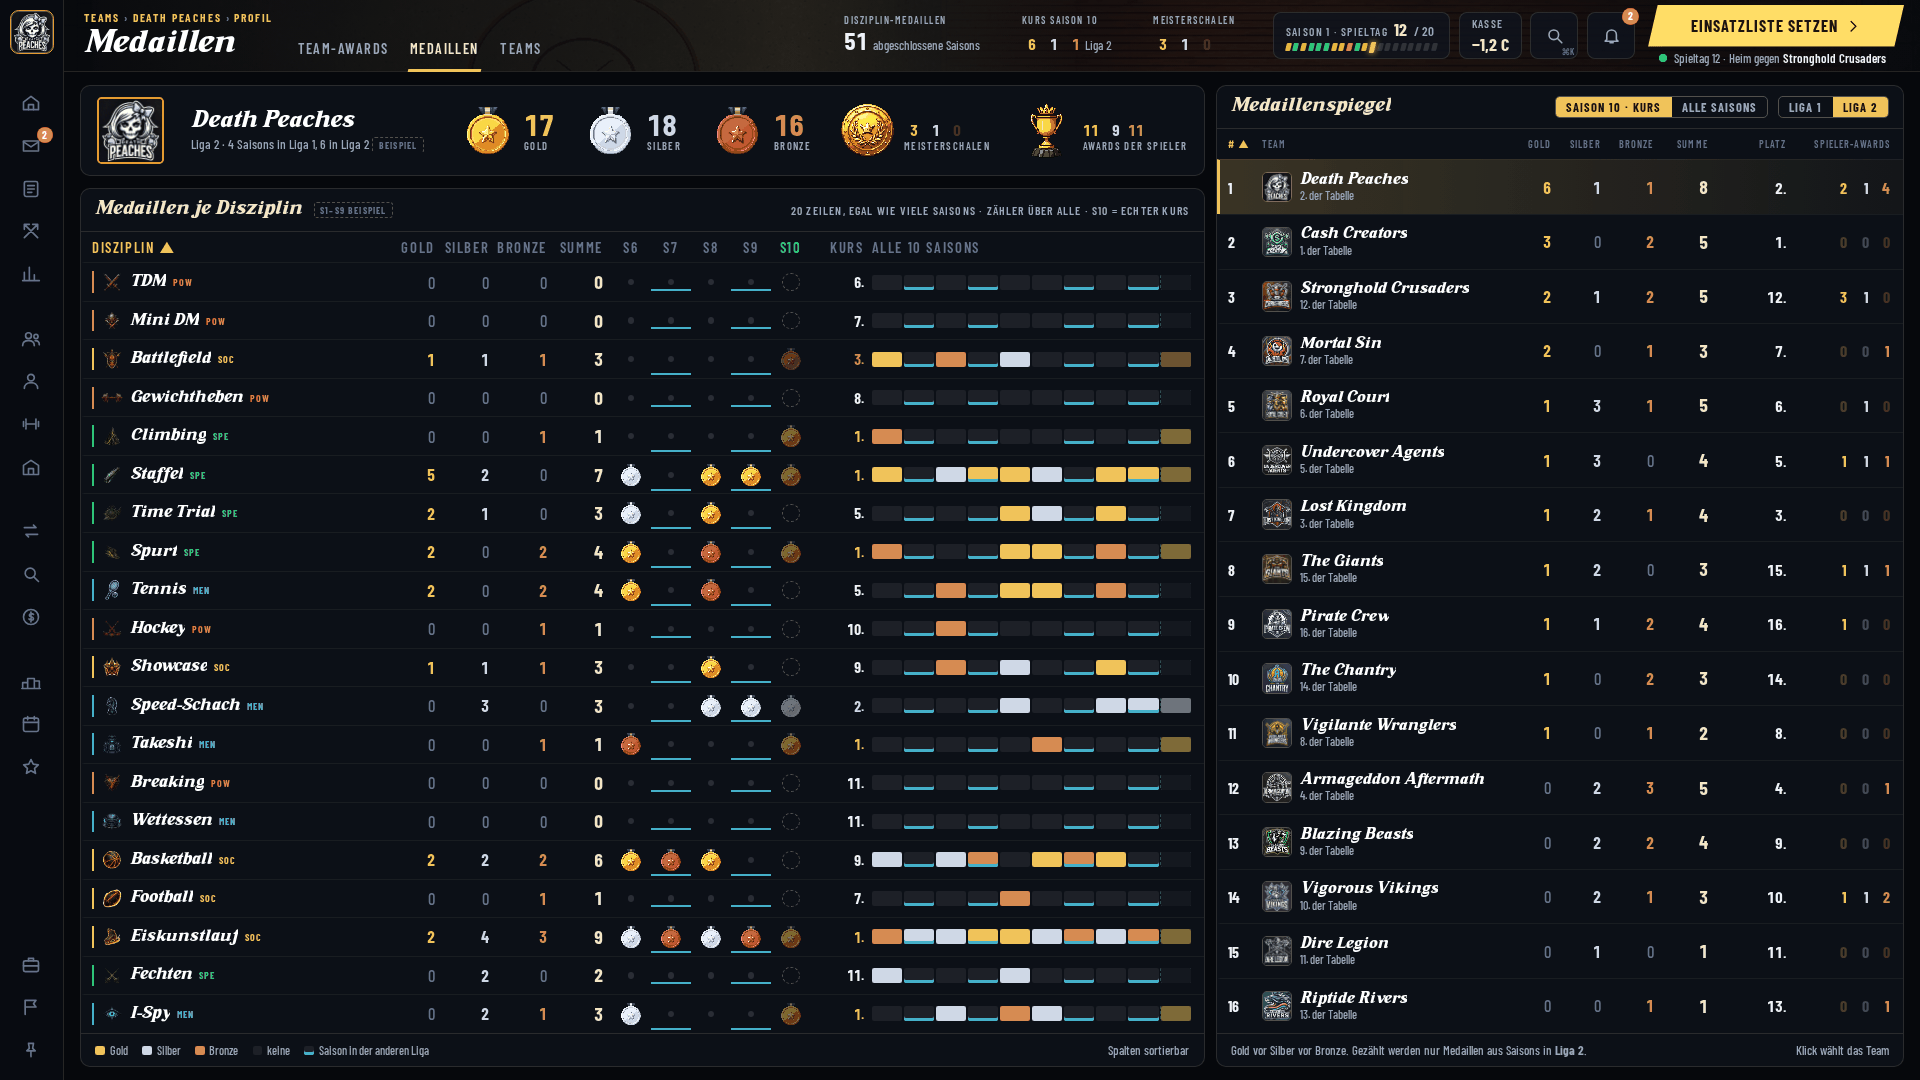 TEAMS › DEATH PEACHES › PROFIL
Medaillen
TEAM-AWARDS MEDAILLEN TEAMS
DISZIPLIN-MEDAILLEN
51 abgeschlossene Saisons
KURS SAISON 10
6 1 1 Liga 2
MEISTERSCHALEN
3 1 0
SAISON 1 · SPIELTAG 12 / 20
KASSE
−1,2 C
⌘K
2
EINSATZLISTE SETZEN
Spieltag 12 · Heim gegen Stronghold Crusaders
2
PEACHES
Death Peaches
Liga 2 · 4 Saisons in Liga 1, 6 in Liga 2 BEISPIEL
17 GOLD
18 SILBER
16 BRONZE
3 1 0 MEISTERSCHALEN
11 9 11 AWARDS DER SPIELER
Medaillen je Disziplin S1–S9 BEISPIEL
20 ZEILEN, EGAL WIE VIELE SAISONS · ZÄHLER ÜBER ALLE · S10 = ECHTER KURS
DISZIPLIN ▲ GOLD SILBER BRONZE SUMME S6 S7 S8 S9 S10 KURS ALLE 10 SAISONS
TDM POW 0 0 0 0 6.
Mini DM POW 0 0 0 0 7.
Battlefield SOC 1 1 1 3 3.
Gewichtheben POW 0 0 0 0 8.
Climbing SPE 0 0 1 1 1.
Staffel SPE 5 2 0 7 1.
Time Trial SPE 2 1 0 3 5.
Spurt SPE 2 0 2 4 1.
Tennis MEN 2 0 2 4 5.
Hockey POW 0 0 1 1 10.
Showcase SOC 1 1 1 3 9.
Speed-Schach MEN 0 3 0 3 2.
Takeshi MEN 0 0 1 1 1.
Breaking POW 0 0 0 0 11.
Wettessen MEN 0 0 0 0 11.
Basketball SOC 2 2 2 6 9.
Football SOC 0 0 1 1 7.
Eiskunstlauf SOC 2 4 3 9 1.
Fechten SPE 0 2 0 2 11.
I-Spy MEN 0 2 1 3 1.
Gold Silber Bronze keine Saison in der anderen Liga
Spalten sortierbar
Medaillenspiegel
SAISON 10 · KURS ALLE SAISONS LIGA 1 LIGA 2
# ▲ TEAM GOLD SILBER BRONZE SUMME PLATZ SPIELER-AWARDS
1 Death Peaches 2. der Tabelle 6 1 1 8 2. 2 1 4
2 Cash Creators 1. der Tabelle 3 0 2 5 1. 0 0 0
3 Stronghold Crusaders 12. der Tabelle 2 1 2 5 12. 3 1 0
4 Mortal Sin 7. der Tabelle 2 0 1 3 7. 0 0 1
5 Royal Court 6. der Tabelle 1 3 1 5 6. 0 1 0
6 Undercover Agents 5. der Tabelle 1 3 0 4 5. 1 1 1
7 Lost Kingdom 3. der Tabelle 1 2 1 4 3. 0 0 0
8 The Giants 15. der Tabelle 1 2 0 3 15. 1 1 1
9 Pirate Crew 16. der Tabelle 1 1 2 4 16. 1 0 0
10 The Chantry 14. der Tabelle 1 0 2 3 14. 0 0 0
11 Vigilante Wranglers 8. der Tabelle 1 0 1 2 8. 0 0 0
12 Armageddon Aftermath 4. der Tabelle 0 2 3 5 4. 0 0 1
13 Blazing Beasts 9. der Tabelle 0 2 2 4 9. 0 0 0
14 Vigorous Vikings 10. der Tabelle 0 2 1 3 10. 1 1 2
15 Dire Legion 11. der Tabelle 0 1 0 1 11. 0 0 0
16 Riptide Rivers 13. der Tabelle 0 0 1 1 13. 0 0 1
Gold vor Silber vor Bronze. Gezählt werden nur Medaillen aus Saisons in Liga 2.
Klick wählt das Team